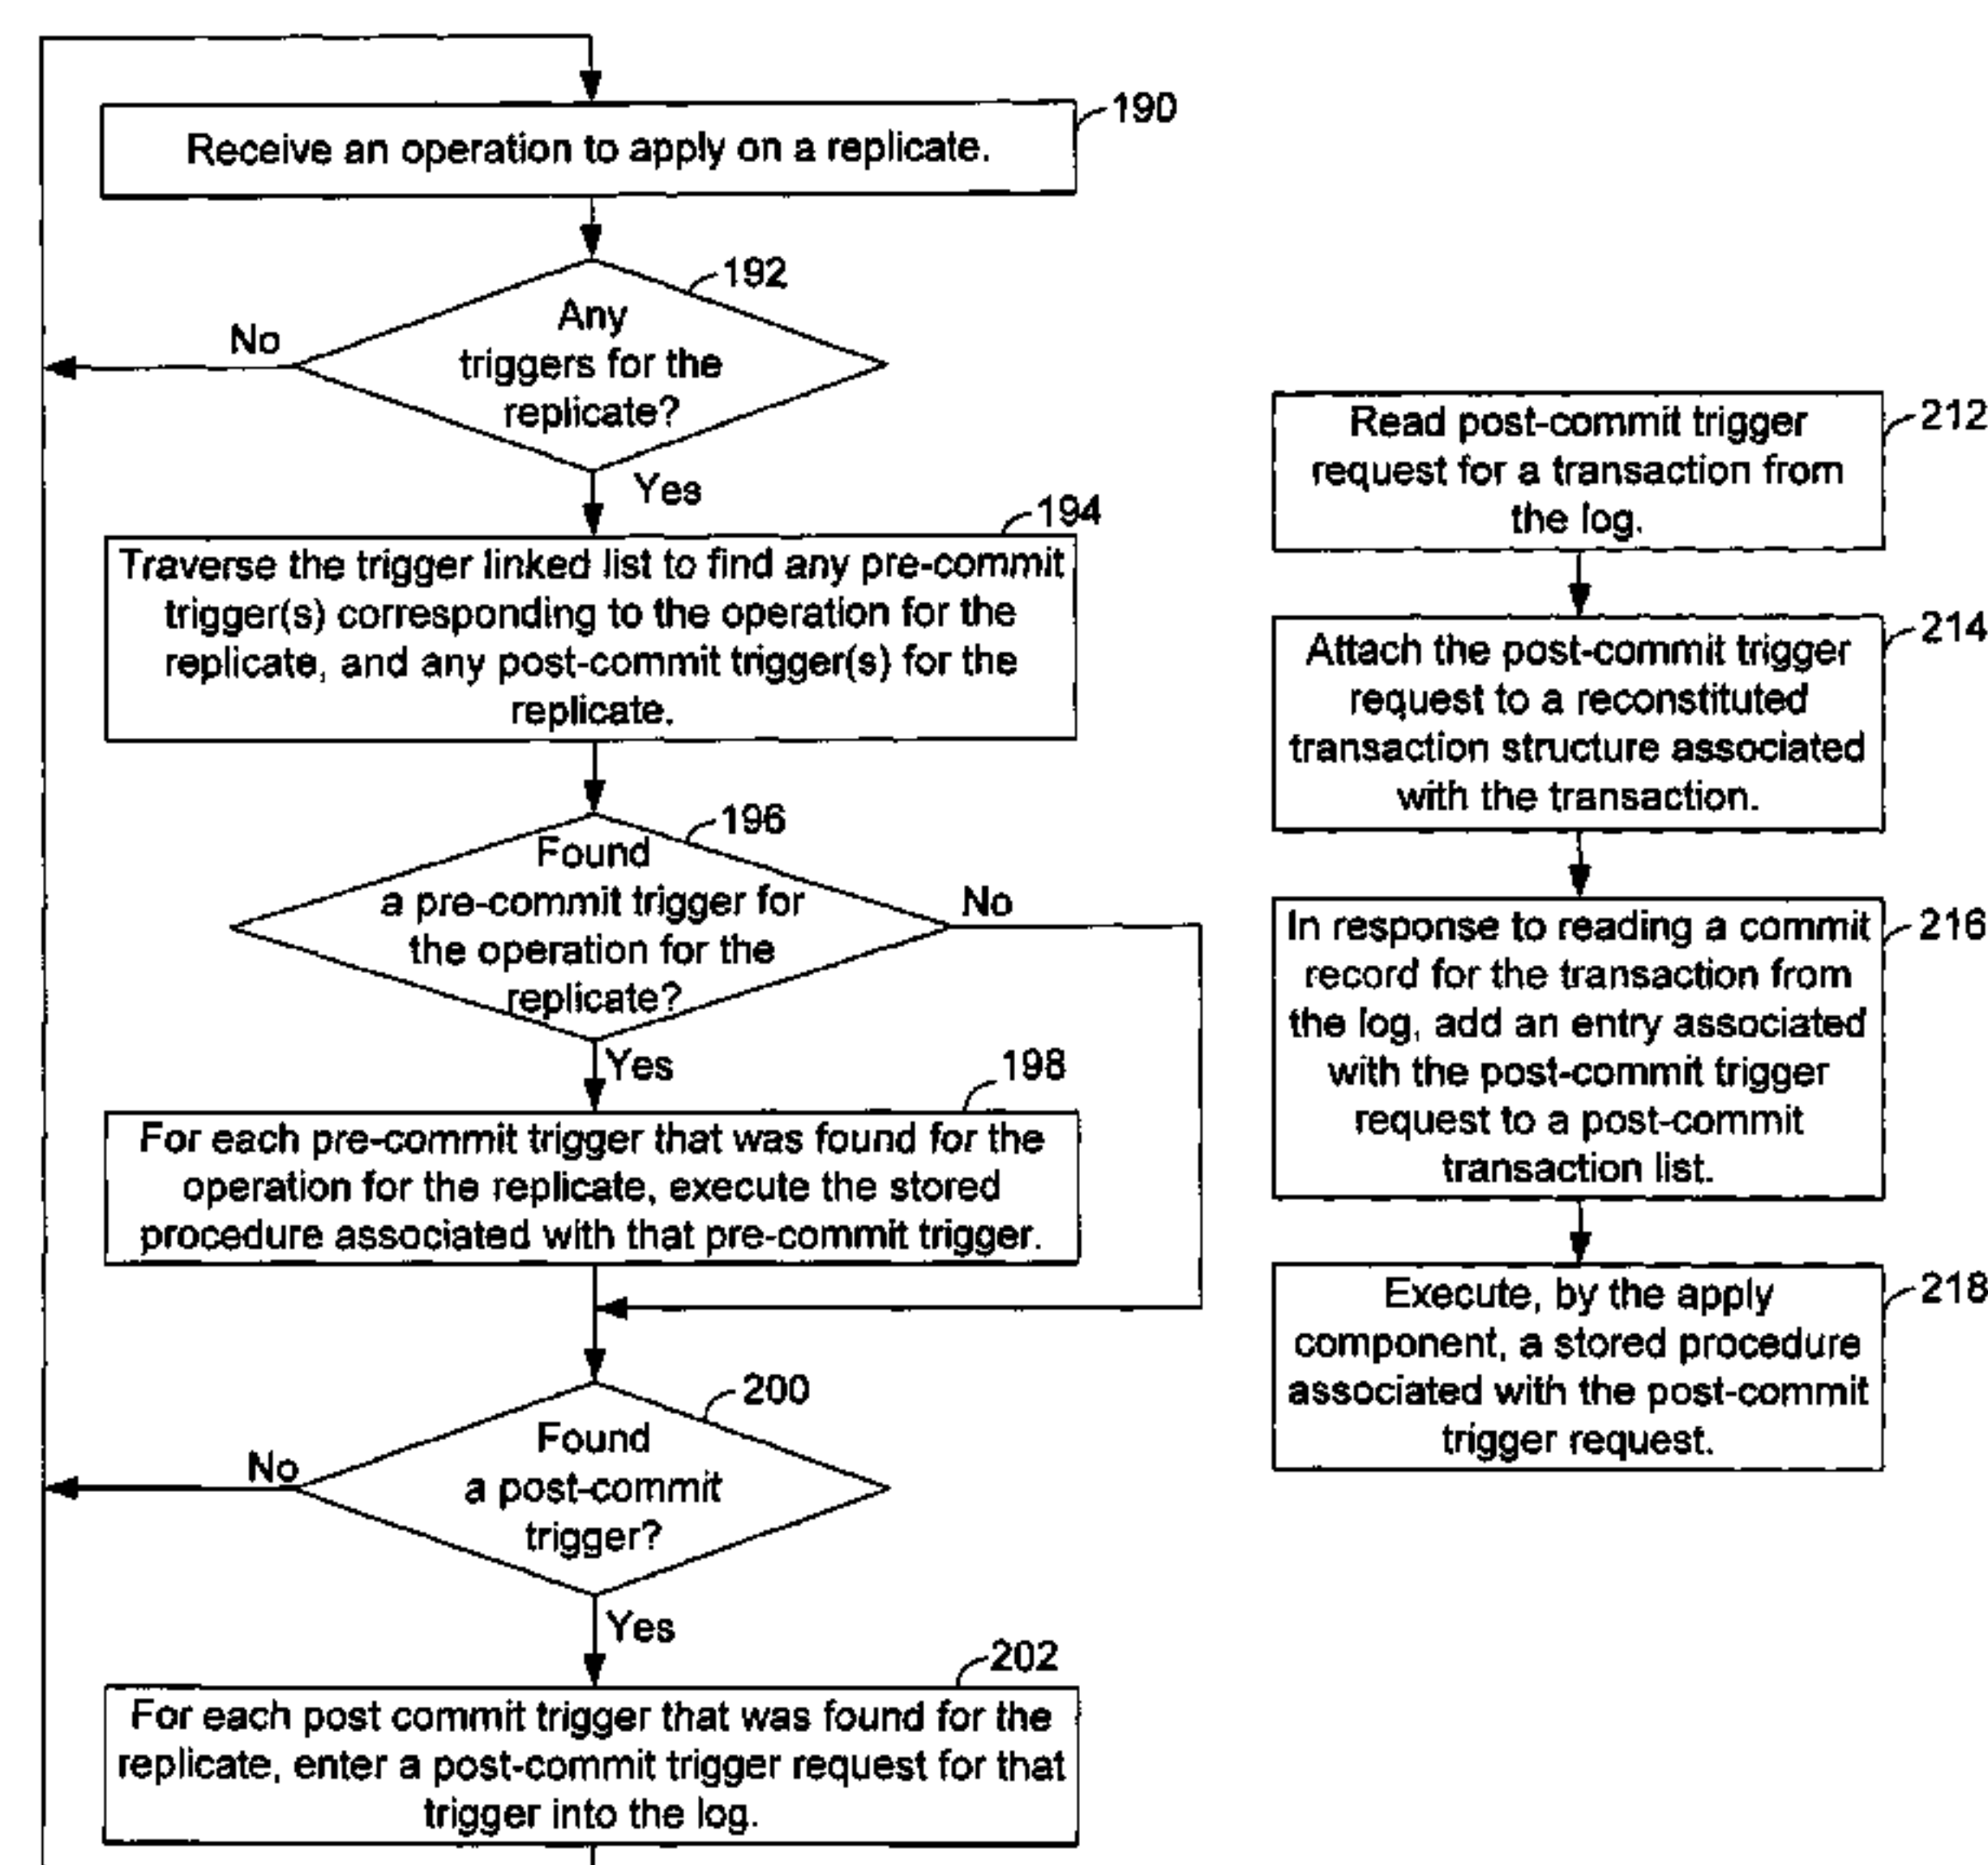 190
Receive an operation to apply on a replicate.
192
Any
triggers for the
replicate?
No
Yes
194
Traverse the trigger linked list to find any pre-commit
trigger(s) corresponding to the operation for the
replicate, and any post-commit trigger(s) for the
replicate.
196
Found
a pre-commit trigger for
the operation for the
replicate?
No
Yes
198
For each pre-commit trigger that was found for the
operation for the replicate, execute the stored
procedure associated with that pre-commit trigger.
200
Found
a post-commit
trigger?
No
Yes
202
For each post commit trigger that was found for the
replicate, enter a post-commit trigger request for that
trigger into the log.
212
Read post-commit trigger
request for a transaction from
the log.
214
Attach the post-commit trigger
request to a reconstituted
transaction structure associated
with the transaction.
216
In response to reading a commit
record for the transaction from
the log, add an entry associated
with the post-commit trigger
request to a post-commit
transaction list.
218
Execute, by the apply
component, a stored procedure
associated with the post-commit
trigger request.